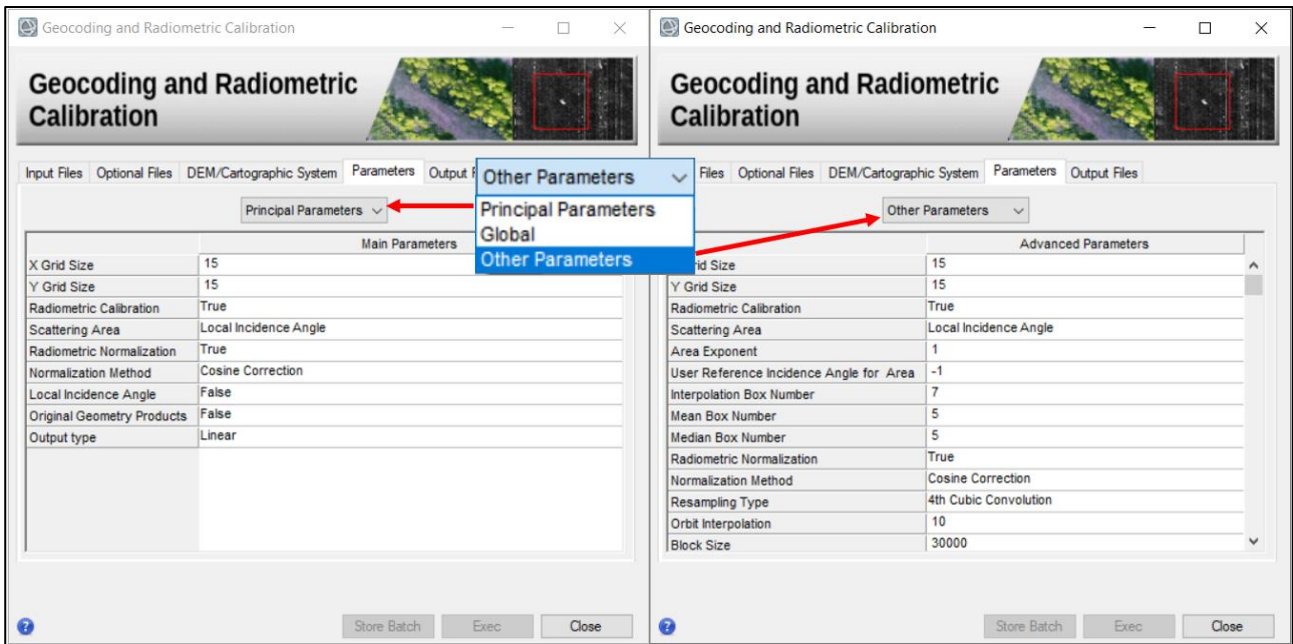 Geocoding and Radiometric Calibration
Geocoding and Radiometric
Calibration
Input Files Optional Files DEM/Cartographic System Parameters Output F
Principal Parameters
Main Parameters
X Grid Size 15
Y Grid Size 15
Radiometric Calibration True
Scattering Area Local Incidence Angle
Radiometric Normalization True
Normalization Method Cosine Correction
Local Incidence Angle False
Original Geometry Products False
Output type Linear
Store Batch Exec Close
Other Parameters
Principal Parameters
Global
Other Parameters
Geocoding and Radiometric Calibration
Geocoding and Radiometric
Calibration
Files Optional Files DEM/Cartographic System Parameters Output Files
Other Parameters
Advanced Parameters
rid Size 15
Y Grid Size 15
Radiometric Calibration True
Scattering Area Local Incidence Angle
Area Exponent 1
User Reference Incidence Angle for Area -1
Interpolation Box Number 7
Mean Box Number 5
Median Box Number 5
Radiometric Normalization True
Normalization Method Cosine Correction
Resampling Type 4th Cubic Convolution
Orbit Interpolation 10
Block Size 30000
Store Batch Exec Close